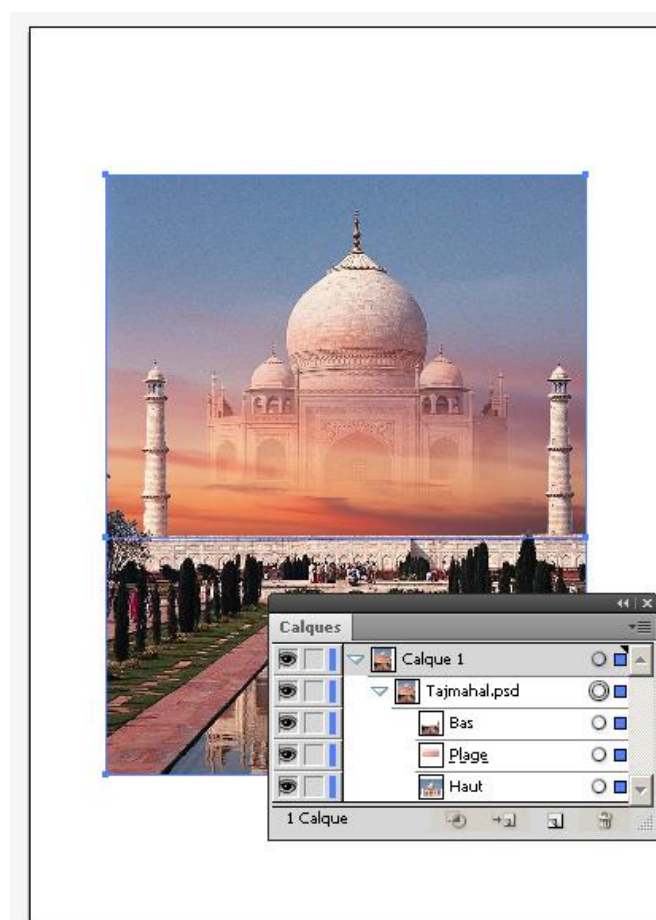 Calques
Calque 1
Tajmahal.psd
Bas
Plage
Haut
1 Calque